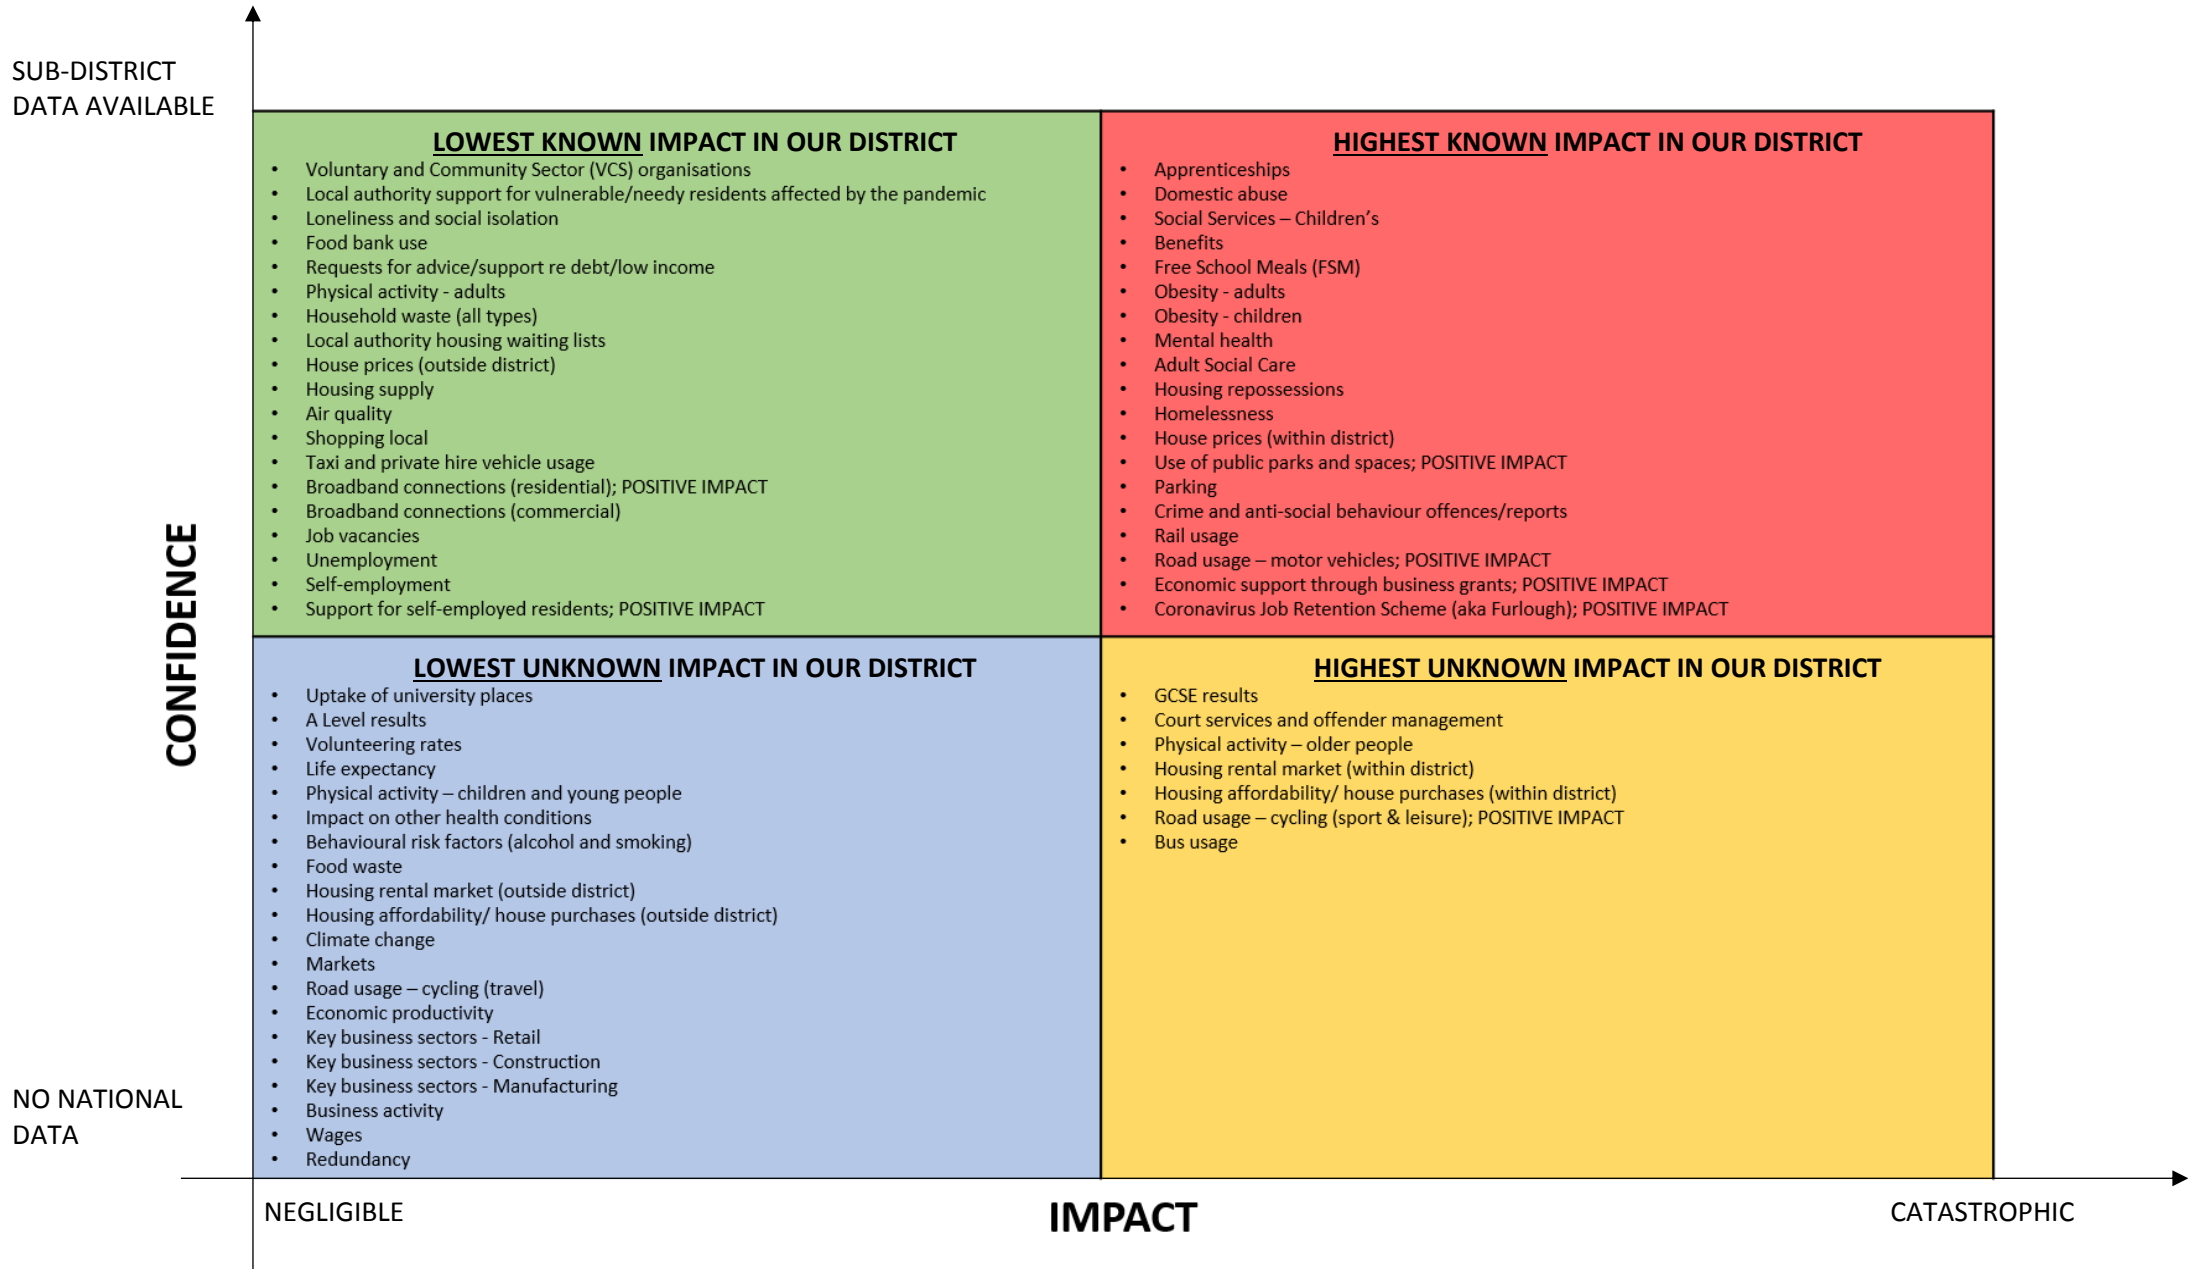 SUB-DISTRICT
DATA AVAILABLE
LOWEST KNOWN IMPACT IN OUR DISTRICT
• Voluntary and Community Sector (VCS) organisations
• Local authority support for vulnerable/needy residents affected by the pandemic
• Loneliness and social isolation
• Food bank use
• Requests for advice/support re debt/low income
• Physical activity - adults
• Household waste (all types)
• Local authority housing waiting lists
• House prices (outside district)
• Housing supply
• Air quality
• Shopping local
• Taxi and private hire vehicle usage
• Broadband connections (residential); POSITIVE IMPACT
• Broadband connections (commercial)
• Job vacancies
• Unemployment
• Self-employment
• Support for self-employed residents; POSITIVE IMPACT
HIGHEST KNOWN IMPACT IN OUR DISTRICT
• Apprenticeships
• Domestic abuse
• Social Services – Children’s
• Benefits
• Free School Meals (FSM)
• Obesity - adults
• Obesity - children
• Mental health
• Adult Social Care
• Housing repossessions
• Homelessness
• House prices (within district)
• Use of public parks and spaces; POSITIVE IMPACT
• Parking
• Crime and anti-social behaviour offences/reports
• Rail usage
• Road usage – motor vehicles; POSITIVE IMPACT
• Economic support through business grants; POSITIVE IMPACT
• Coronavirus Job Retention Scheme (aka Furlough); POSITIVE IMPACT
CONFIDENCE
LOWEST UNKNOWN IMPACT IN OUR DISTRICT
• Uptake of university places
• A Level results
• Volunteering rates
• Life expectancy
• Physical activity – children and young people
• Impact on other health conditions
• Behavioural risk factors (alcohol and smoking)
• Food waste
• Housing rental market (outside district)
• Housing affordability/ house purchases (outside district)
• Climate change
• Markets
• Road usage – cycling (travel)
• Economic productivity
• Key business sectors - Retail
• Key business sectors - Construction
• Key business sectors - Manufacturing
• Business activity
• Wages
• Redundancy
HIGHEST UNKNOWN IMPACT IN OUR DISTRICT
• GCSE results
• Court services and offender management
• Physical activity – older people
• Housing rental market (within district)
• Housing affordability/ house purchases (within district)
• Road usage – cycling (sport & leisure); POSITIVE IMPACT
• Bus usage
NO NATIONAL
DATA
NEGLIGIBLE
IMPACT
CATASTROPHIC